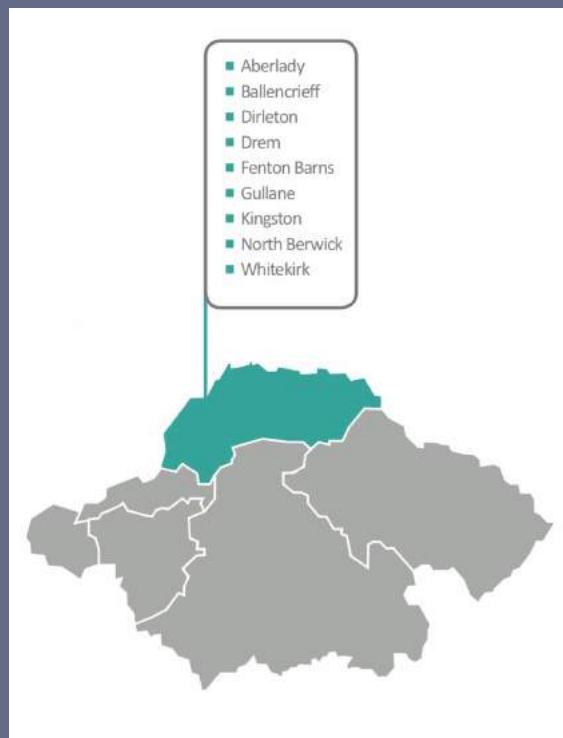 Aberlady
Ballencrieff
Dirleton
Drem
Fenton Barns
Gullane
Kingston
North Berwick
Whitekirk